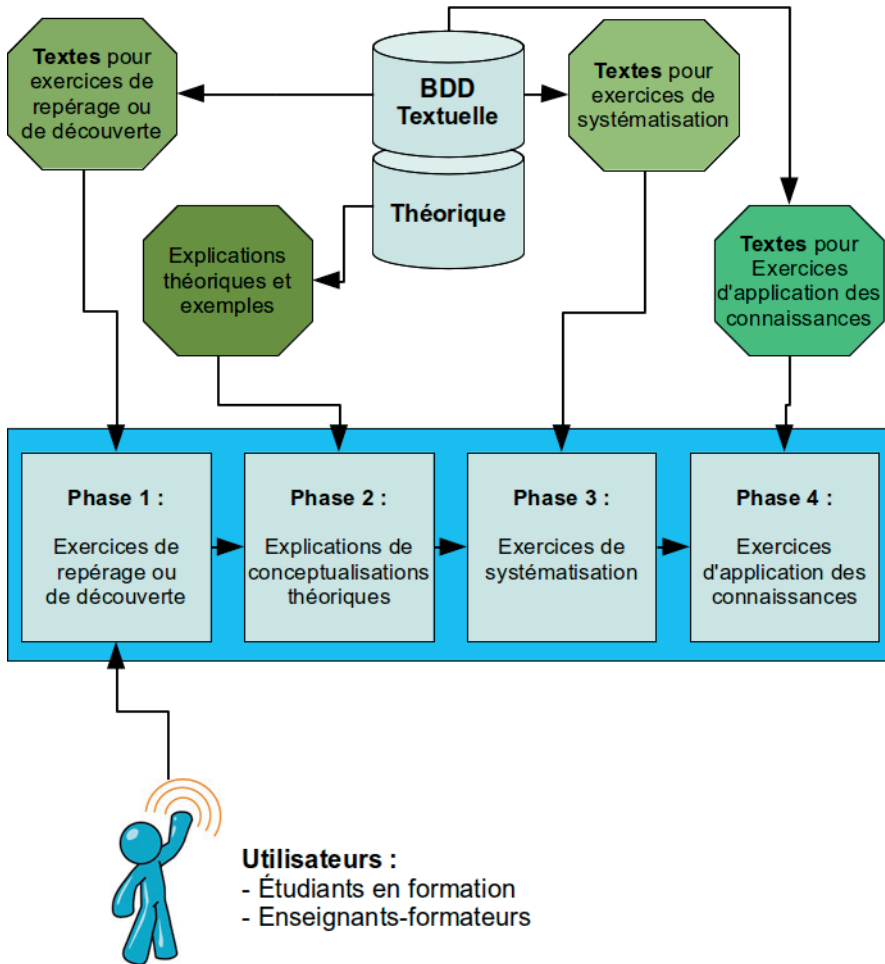 Textes pour
exercices de
repérage ou
de découverte
BDD
Textuelle
Théorique
Textes pour
exercices de
systématisation
Explications
théoriques et
exemples
Textes pour
Exercices
d'application des
connaissances
Phase 1 :
Exercices de
repérage ou
de découverte
Phase 2 :
Explications de
conceptualisations
théoriques
Phase 3 :
Exercices de
systématisation
Phase 4 :
Exercices
d'application des
connaissances
Utilisateurs :
- Étudiants en formation
- Enseignants-formateurs